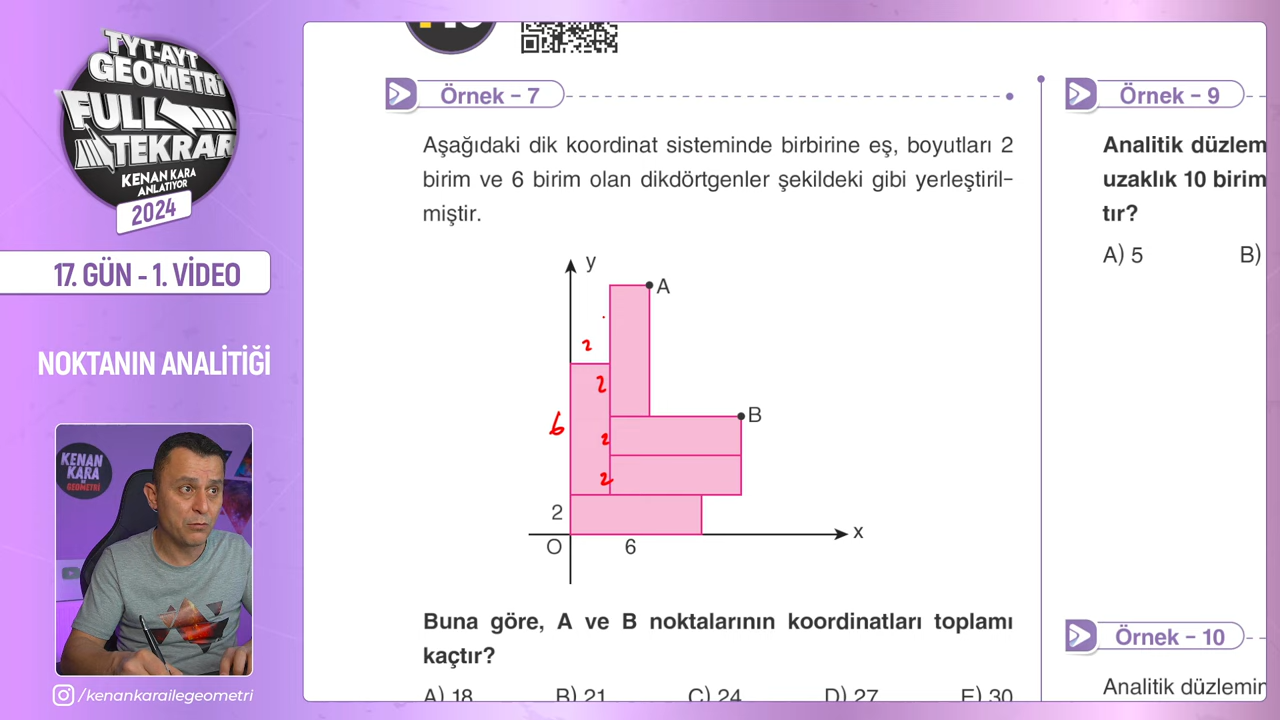 TYT-AYT
GEOMETRİ
FULL
TEKRAR
KENAN KARA
ANLATIYOR
2024
17. GÜN - 1. VİDEO
NOKTANIN ANALİTİĞİ
KENAN
KARA
GEOMETRİ
/kenankarailegeometri
Örnek – 7
Aşağıdaki dik koordinat sisteminde birbirine eş, boyutları 2
birim ve 6 birim olan dikdörtgenler şekildeki gibi yerleştiril-
miştir.
y
A
2
2
6
B
2
2
2
x
O
6
Buna göre, A ve B noktalarının koordinatları toplamı
kaçtır?
A) 18 B) 21 C) 24 D) 27 E) 30
Örnek – 9
Analitik düzlem
uzaklık 10 birim
tır?
A) 5 B)
Örnek – 10
Analitik düzlemin